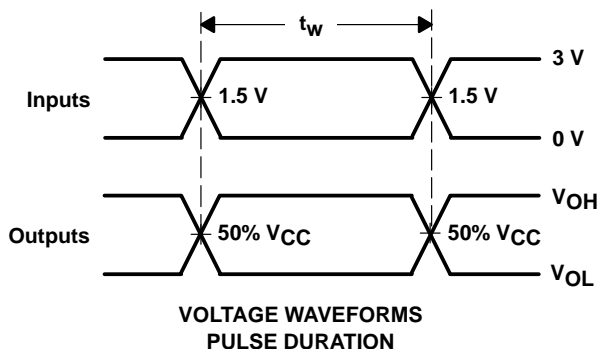 tw
3 V
Inputs
1.5 V
1.5 V
0 V
VOH
Outputs
50% VCC
50% VCC
VOL
VOLTAGE WAVEFORMS
PULSE DURATION